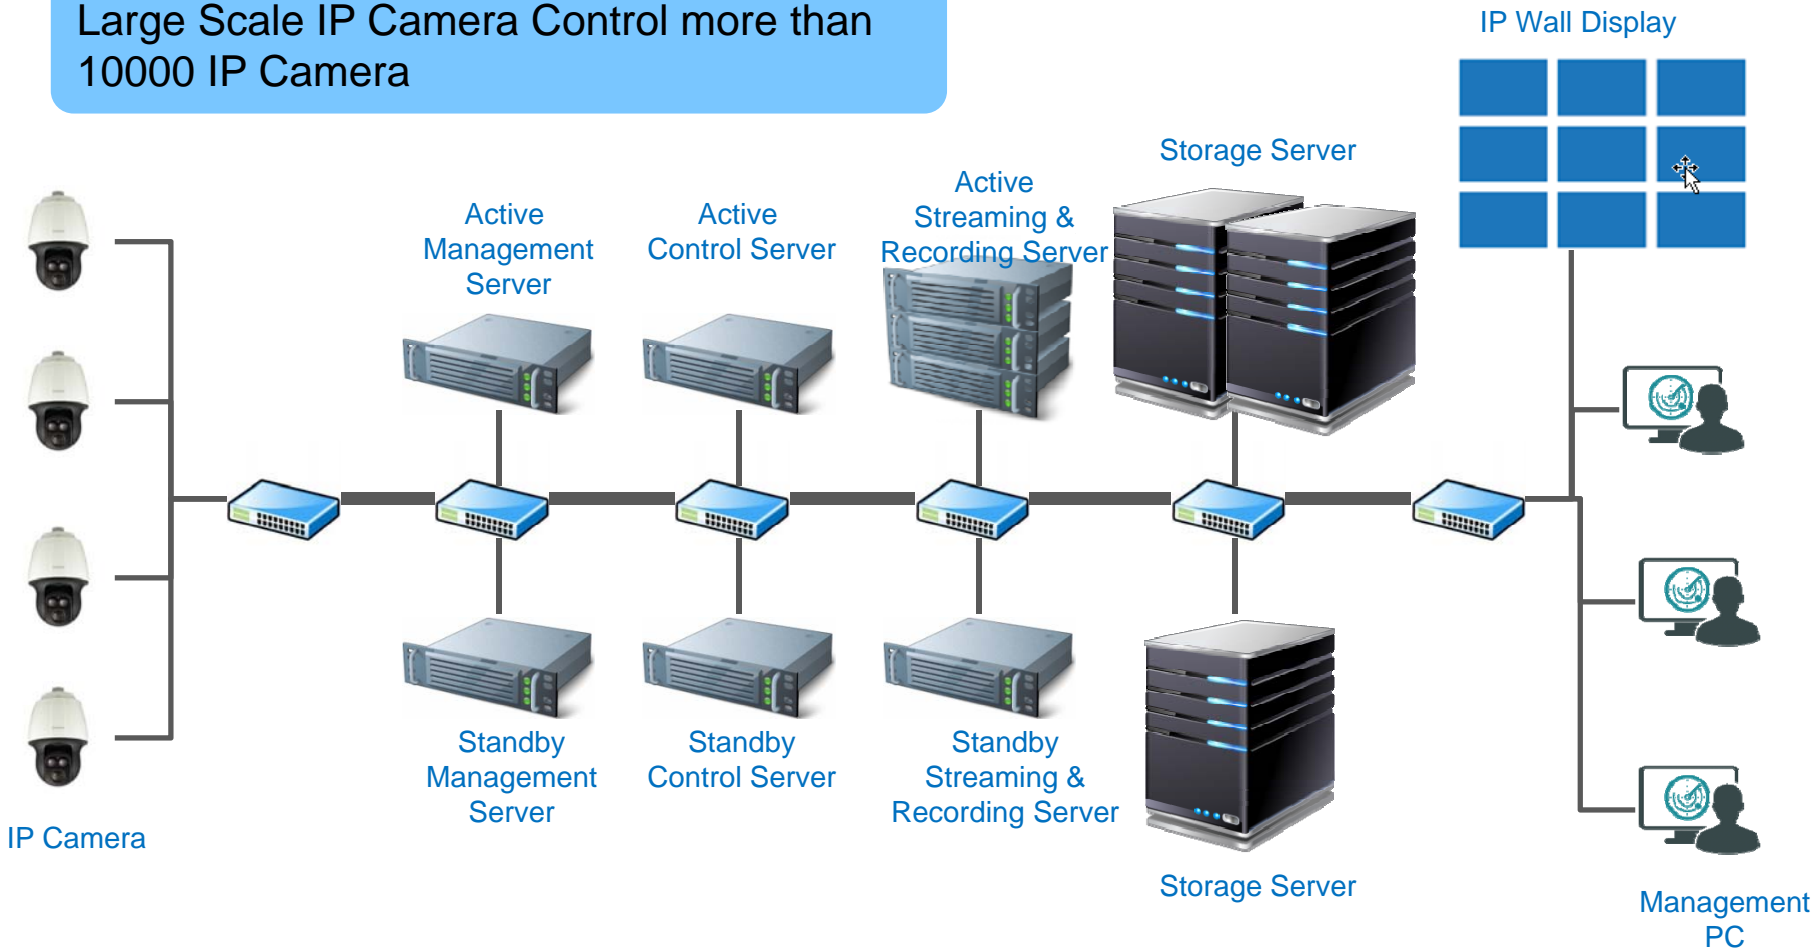 Large Scale IP Camera Control more than
10000 IP Camera
IP Wall Display
Storage Server
Active
Management
Server
Active
Control Server
Active
Streaming &
Recording Server
Standby
Management
Server
Standby
Control Server
Standby
Streaming &
Recording Server
IP Camera
Storage Server
Management
PC